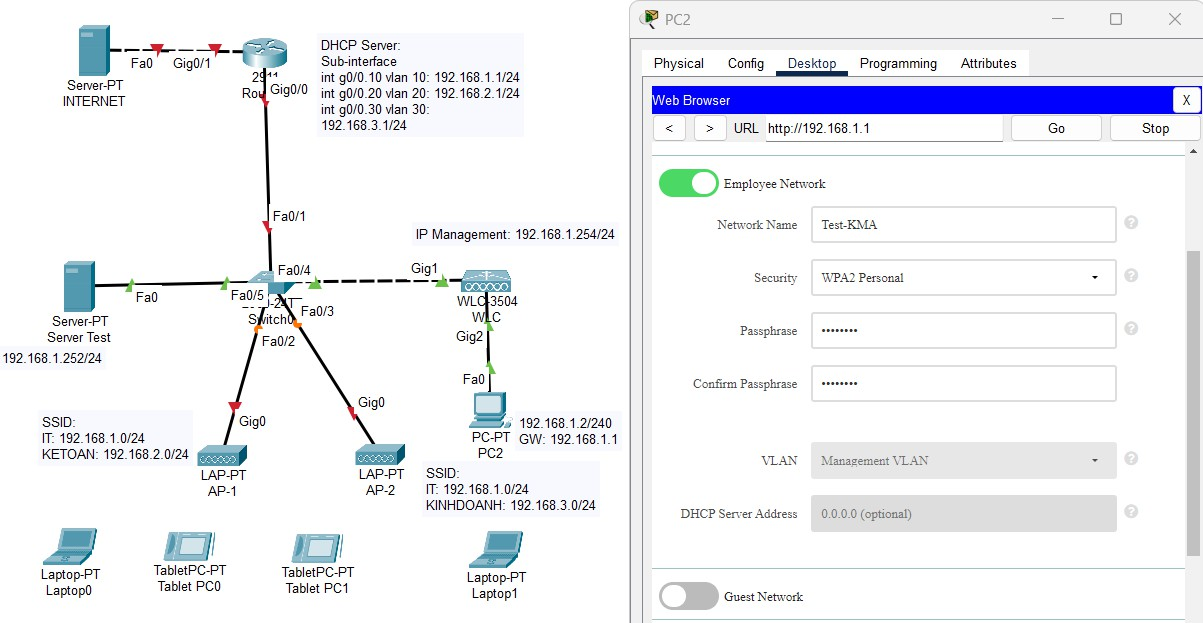 Server-PT
INTERNET
Fa0
Gig0/1
2911
Gig0/0
DHCP Server:
Sub-interface
int g0/0.10 vlan 10: 192.168.1.1/24
int g0/0.20 vlan 20: 192.168.2.1/24
int g0/0.30 vlan 30:
192.168.3.1/24
Fa0/1
IP Management: 192.168.1.254/24
Fa0/4
Gig1
WLC-3504
WLC
Gig2
Fa0
Fa0/5
Server-PT
Server Test
192.168.1.252/24
Switch0
Fa0/3
Fa0/2
Fa0
PC-PT
PC2
192.168.1.2/240
GW: 192.168.1.1
SSID:
IT: 192.168.1.0/24
KETOAN: 192.168.2.0/24
Gig0
LAP-PT
AP-1
Gig0
LAP-PT
AP-2
SSID:
IT: 192.168.1.0/24
KINHDOANH: 192.168.3.0/24
Laptop-PT
Laptop0
TabletPC-PT
Tablet PC0
TabletPC-PT
Tablet PC1
Laptop-PT
Laptop1
PC2
Physical Config Desktop Programming Attributes
Web Browser X
< > URL http://192.168.1.1 Go Stop
Employee Network
Network Name Test-KMA ?
Security WPA2 Personal ?
Passphrase •••••••• ?
Confirm Passphrase ••••••••
VLAN Management VLAN ?
DHCP Server Address 0.0.0.0 (optional) ?
Guest Network